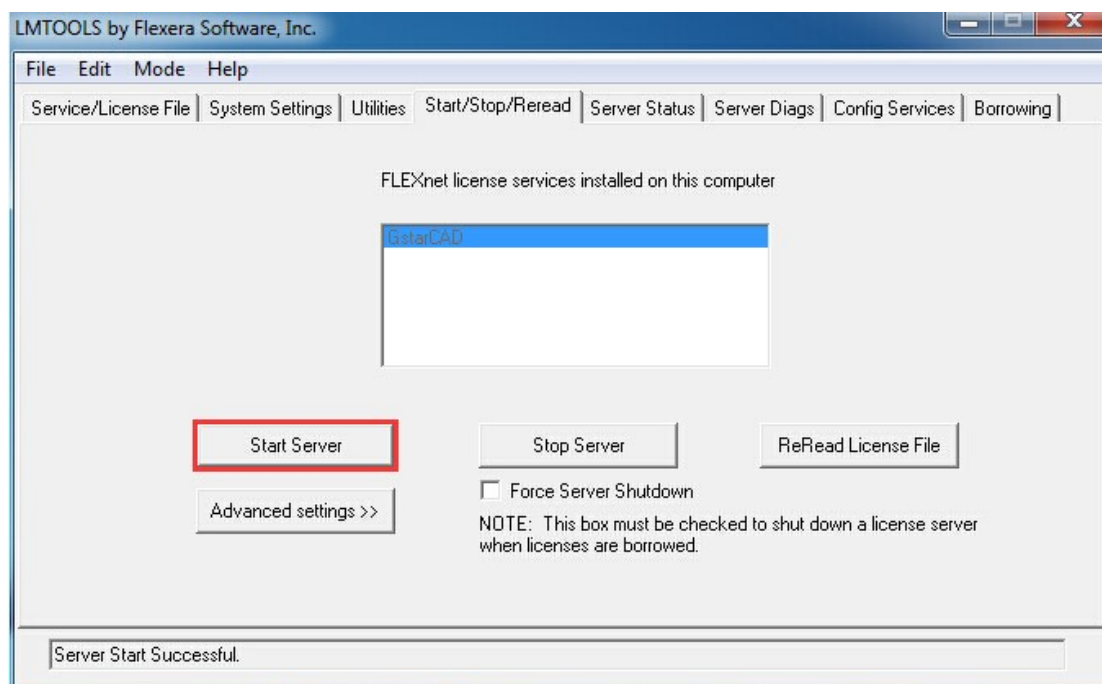 LMTOOLS by Flexera Software, Inc.
File Edit Mode Help
Service/License File System Settings Utilities Start/Stop/Reread Server Status Server Diags Config Services Borrowing
FLEXnet license services installed on this computer
GstarCAD
Start Server Stop Server ReRead License File
Advanced settings >> Force Server Shutdown
NOTE: This box must be checked to shut down a license server
when licenses are borrowed.
Server Start Successful.